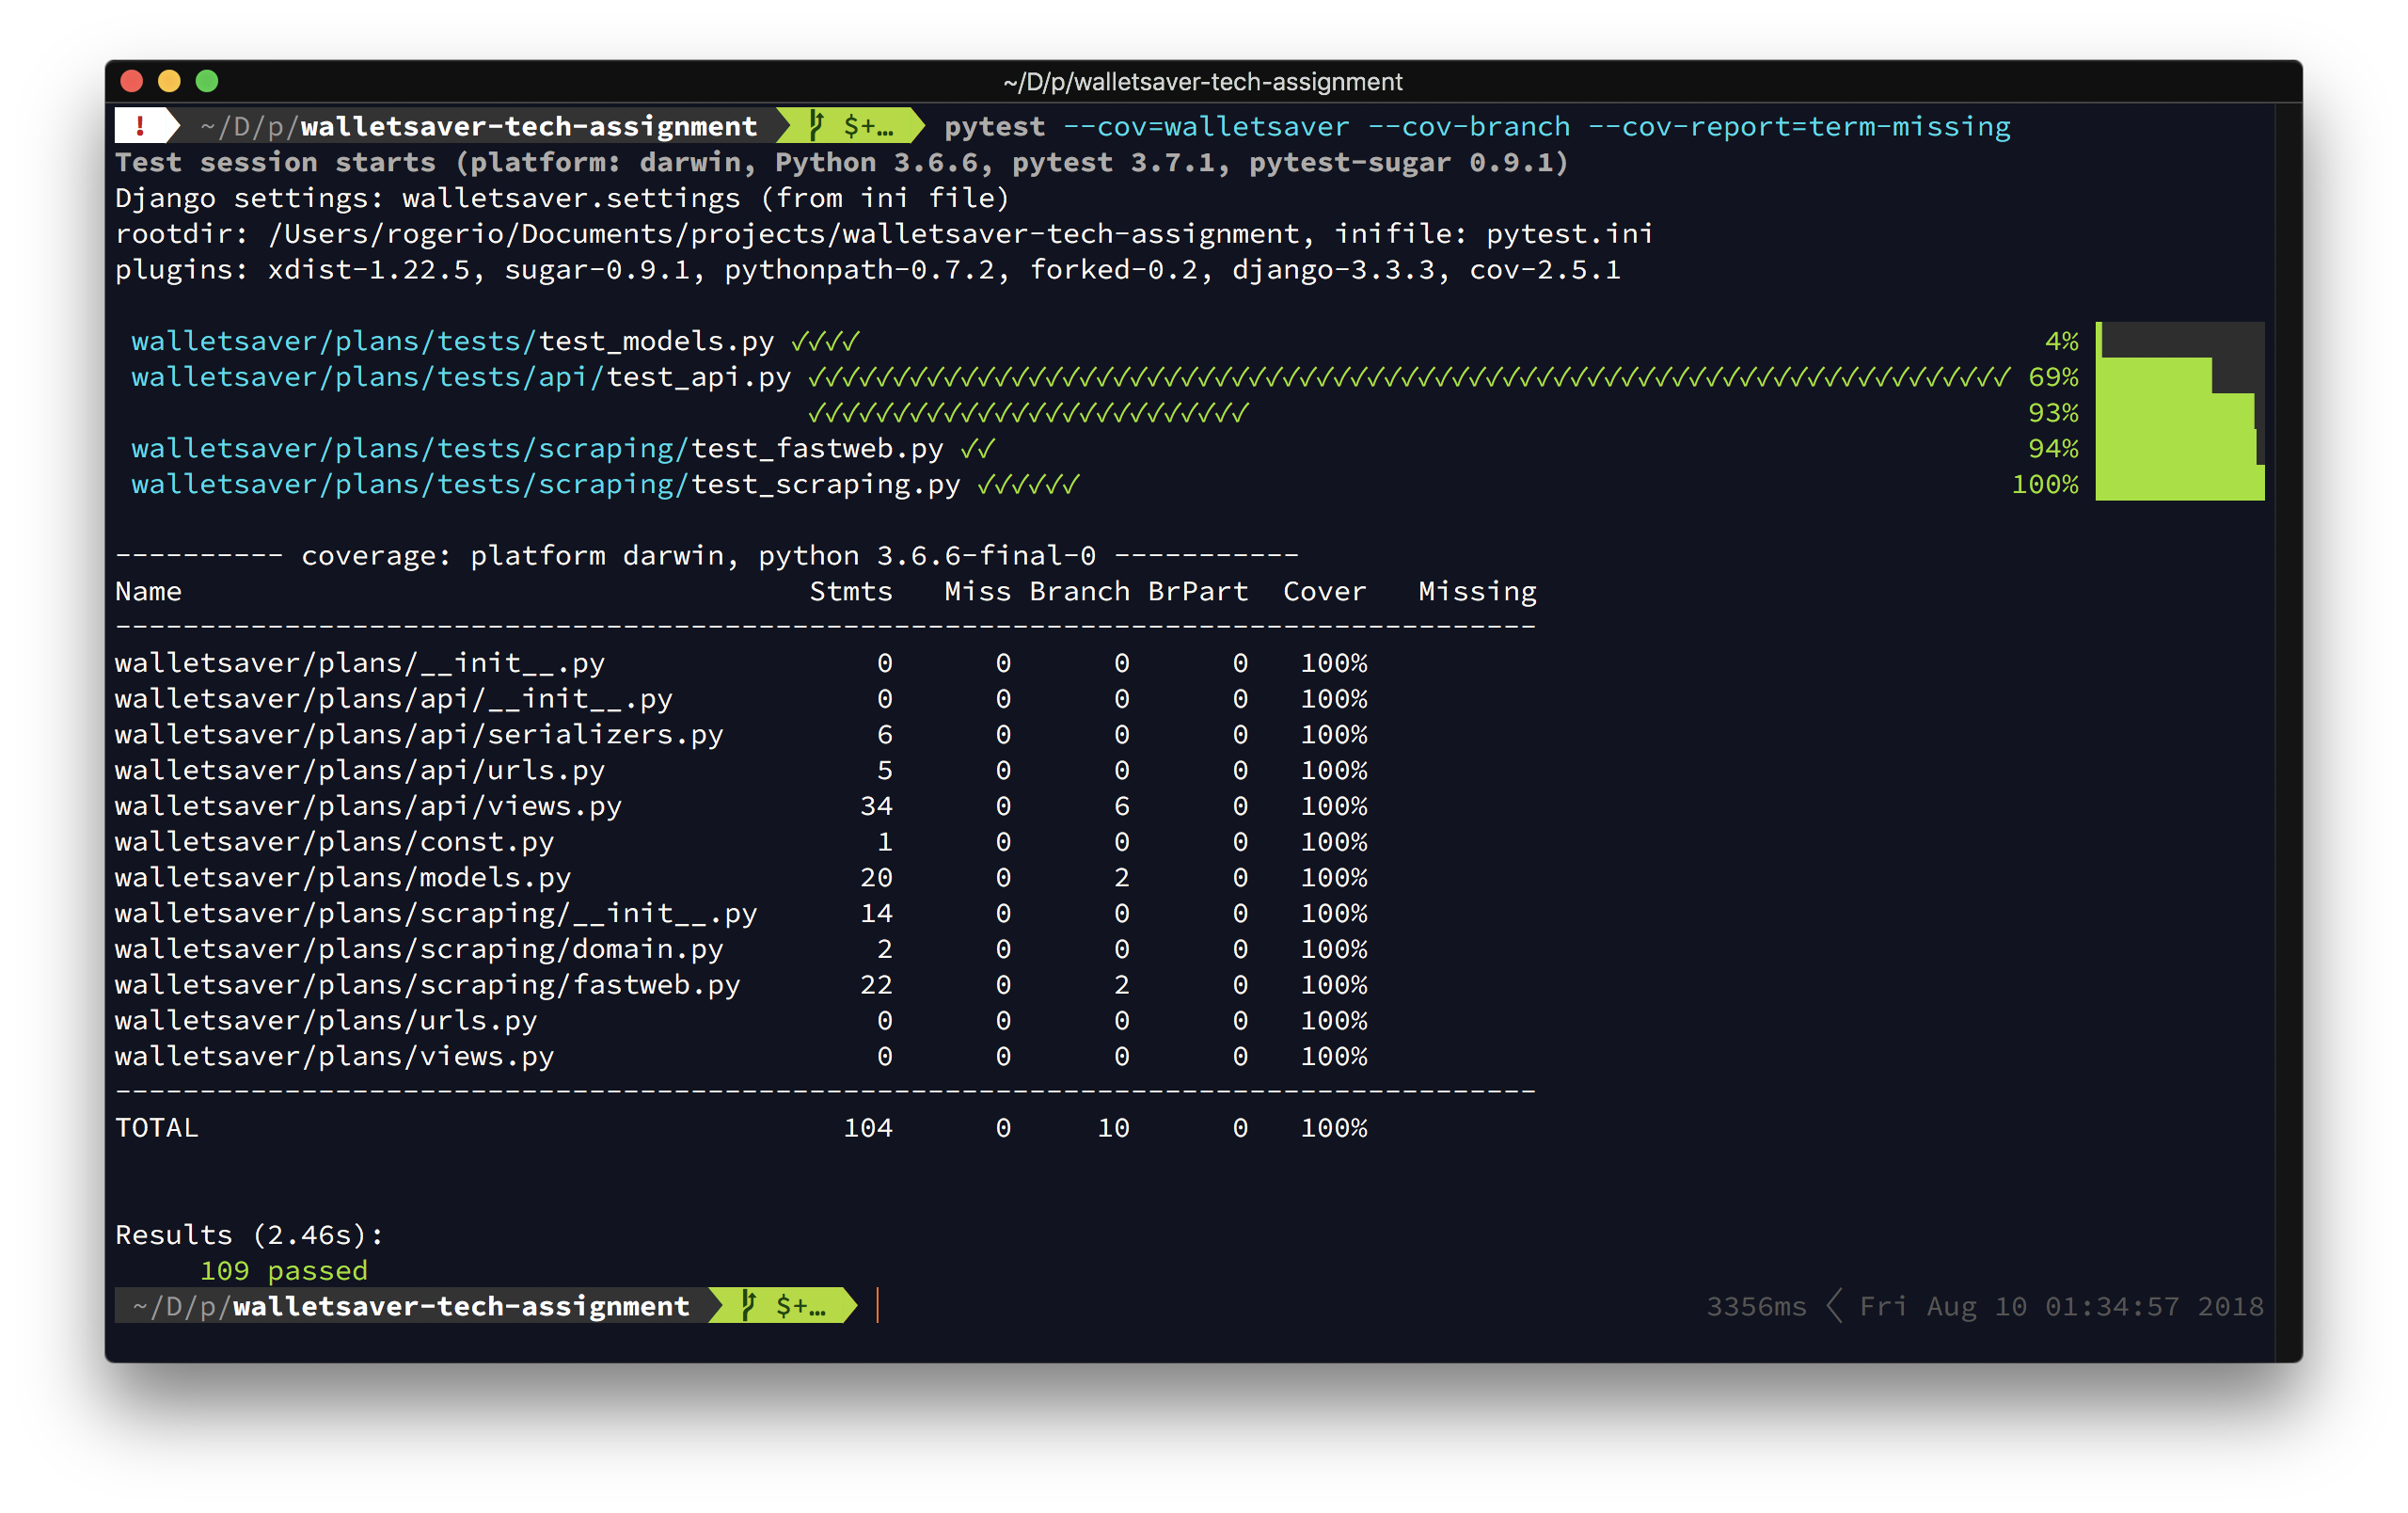 ~/D/p/walletsaver-tech-assignment
! ~/D/p/walletsaver-tech-assignment $+… pytest --cov=walletsaver --cov-branch --cov-report=term-missing
Test session starts (platform: darwin, Python 3.6.6, pytest 3.7.1, pytest-sugar 0.9.1)
Django settings: walletsaver.settings (from ini file)
rootdir: /Users/rogerio/Documents/projects/walletsaver-tech-assignment, inifile: pytest.ini
plugins: xdist-1.22.5, sugar-0.9.1, pythonpath-0.7.2, forked-0.2, django-3.3.3, cov-2.5.1
walletsaver/plans/tests/test_models.py ✓✓✓✓ 4%
walletsaver/plans/tests/api/test_api.py ✓✓✓✓✓✓✓✓✓✓✓✓✓✓✓✓✓✓✓✓✓✓✓✓✓✓✓✓✓✓✓✓✓✓✓✓✓✓✓✓✓✓✓✓✓✓✓✓✓✓✓✓✓✓✓✓✓✓✓✓✓✓✓✓✓✓✓✓✓✓✓ 69%
✓✓✓✓✓✓✓✓✓✓✓✓✓✓✓✓✓✓✓✓✓✓✓✓✓✓ 93%
walletsaver/plans/tests/scraping/test_fastweb.py ✓✓ 94%
walletsaver/plans/tests/scraping/test_scraping.py ✓✓✓✓✓✓ 100%
---------- coverage: platform darwin, python 3.6.6-final-0 -----------
Name Stmts Miss Branch BrPart Cover Missing
------------------------------------------------------------------------------------
walletsaver/plans/__init__.py 0 0 0 0 100%
walletsaver/plans/api/__init__.py 0 0 0 0 100%
walletsaver/plans/api/serializers.py 6 0 0 0 100%
walletsaver/plans/api/urls.py 5 0 0 0 100%
walletsaver/plans/api/views.py 34 0 6 0 100%
walletsaver/plans/const.py 1 0 0 0 100%
walletsaver/plans/models.py 20 0 2 0 100%
walletsaver/plans/scraping/__init__.py 14 0 0 0 100%
walletsaver/plans/scraping/domain.py 2 0 0 0 100%
walletsaver/plans/scraping/fastweb.py 22 0 2 0 100%
walletsaver/plans/urls.py 0 0 0 0 100%
walletsaver/plans/views.py 0 0 0 0 100%
------------------------------------------------------------------------------------
TOTAL 104 0 10 0 100%
Results (2.46s):
109 passed
~/D/p/walletsaver-tech-assignment $+… 3356ms Fri Aug 10 01:34:57 2018